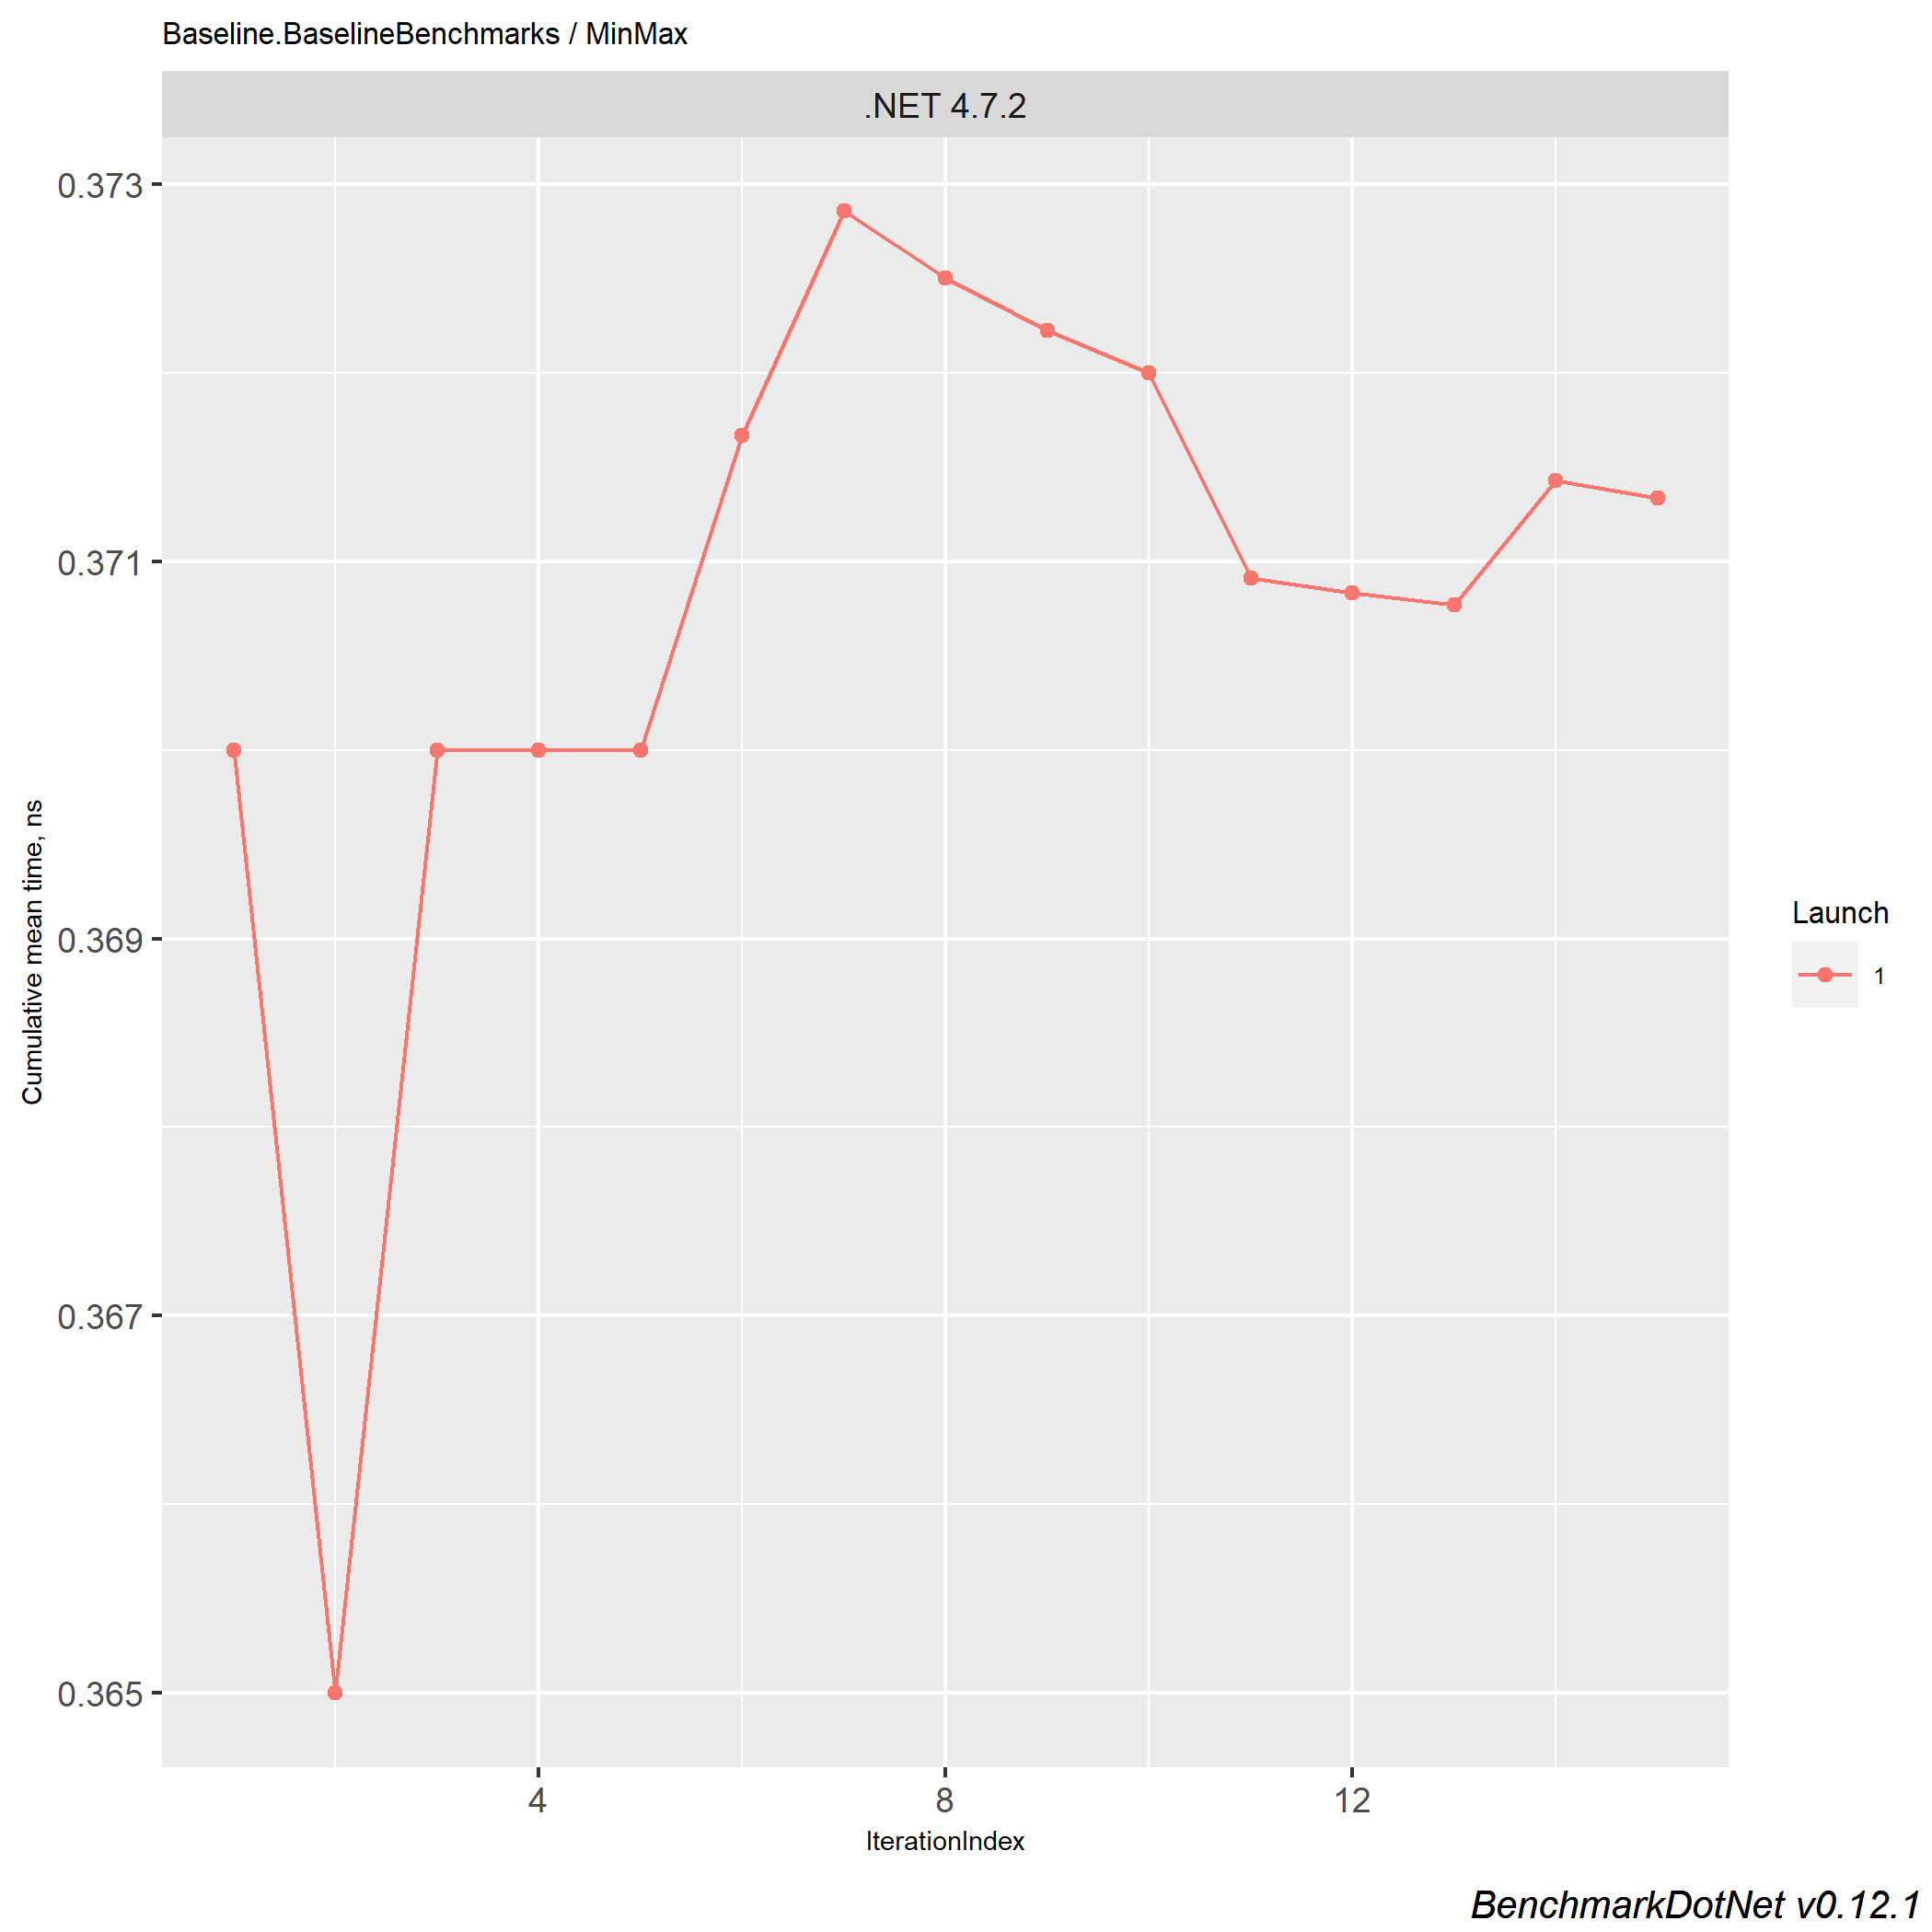 Baseline.BaselineBenchmarks / MinMax
.NET 4.7.2
0.373
0.371
0.369
0.367
0.365
Cumulative mean time, ns
4
8
12
IterationIndex
Launch
1
BenchmarkDotNet v0.12.1